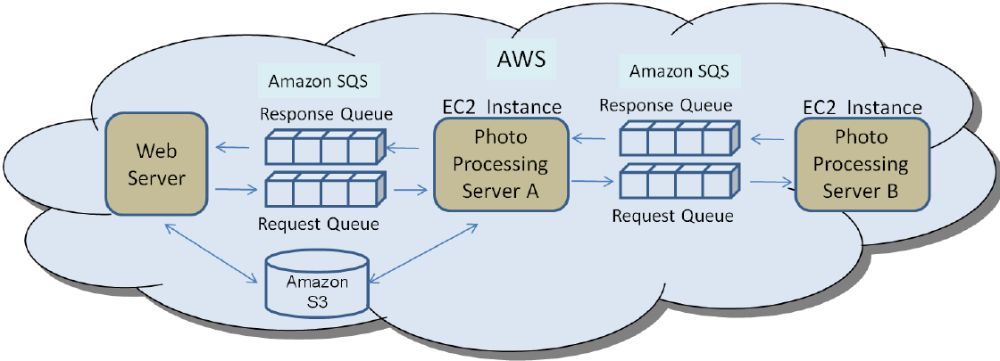 AWS
Amazon SQS
Amazon SQS
Response Queue
EC2 Instance
Response Queue
EC2 Instance
Web
Server
Photo
Processing
Server A
Photo
Processing
Server B
Request Queue
Request Queue
Amazon
S3